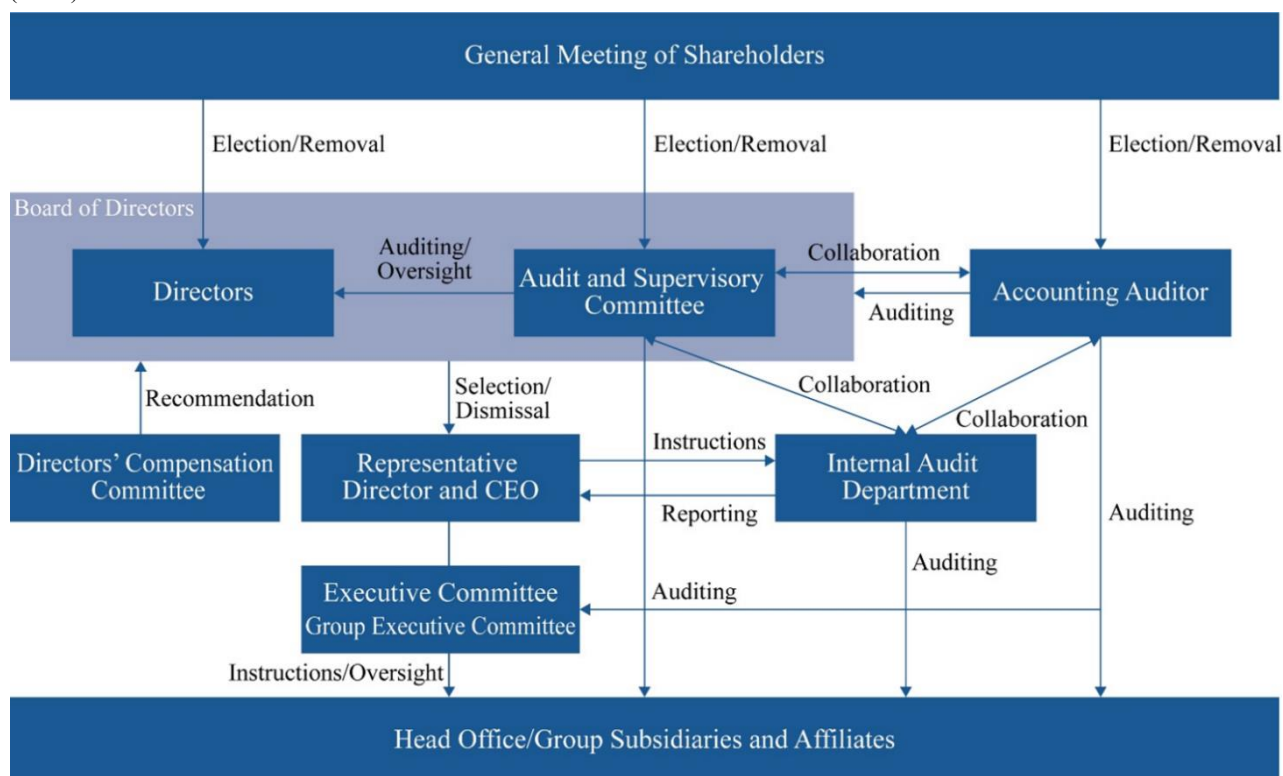 General Meeting of Shareholders
Election/Removal
Election/Removal
Election/Removal
Board of Directors
Directors
Auditing/
Oversight
Audit and Supervisory
Committee
Collaboration
Auditing
Accounting Auditor
Recommendation
Selection/
Dismissal
Collaboration
Collaboration
Directors' Compensation
Committee
Representative
Director and CEO
Instructions
Reporting
Internal Audit
Department
Auditing
Auditing
Executive Committee
Group Executive Committee
Auditing
Instructions/Oversight
Head Office/Group Subsidiaries and Affiliates